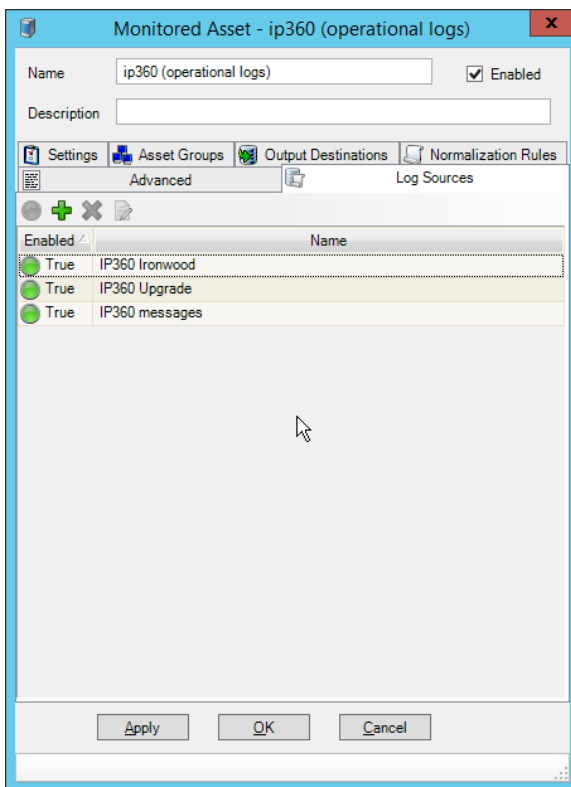 Monitored Asset - ip360 (operational logs)
x
Name ip360 (operational logs) Enabled
Description
Settings Asset Groups Output Destinations Normalization Rules
Advanced Log Sources
Enabled Name
True IP360 Ironwood
True IP360 Upgrade
True IP360 messages
Apply OK Cancel